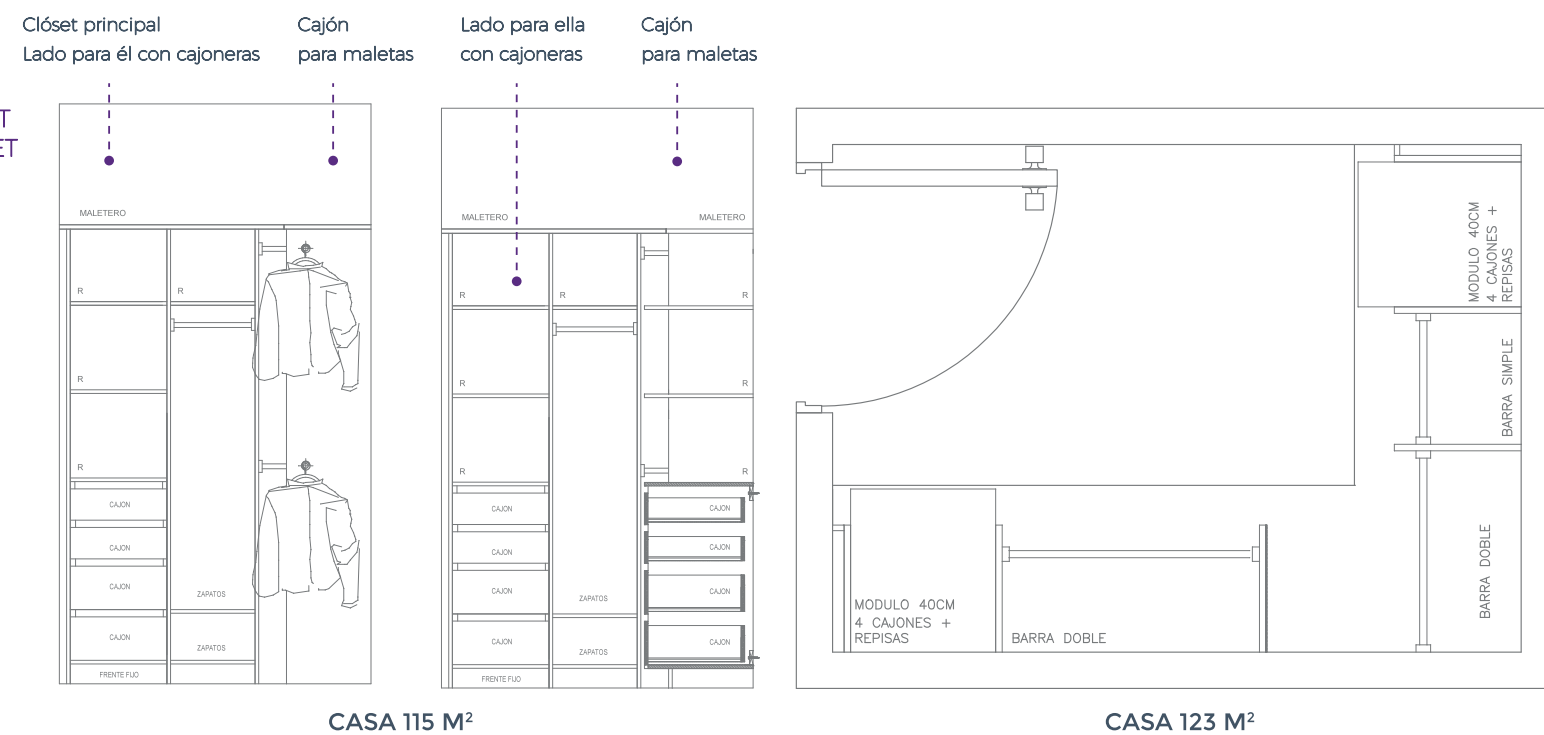 Clóset principal
Lado para él con cajoneras
Cajón
para maletas
Lado para ella
con cajoneras
Cajón
para maletas
T
ET
MALETERO
R
R
R
R
CAJON
CAJON
CAJON
CAJON
ZAPATOS
ZAPATOS
FRENTE FIJO
MALETERO
MALETERO
R
R
R
R
R
R
R
CAJON
CAJON
CAJON
CAJON
ZAPATOS
ZAPATOS
CAJON
CAJON
CAJON
CAJON
FRENTE FIJO
MODULO 40CM
4 CAJONES +
REPISAS
BARRA SIMPLE
BARRA DOBLE
MODULO 40CM
4 CAJONES +
REPISAS
BARRA DOBLE
CASA 115 M²
CASA 123 M²